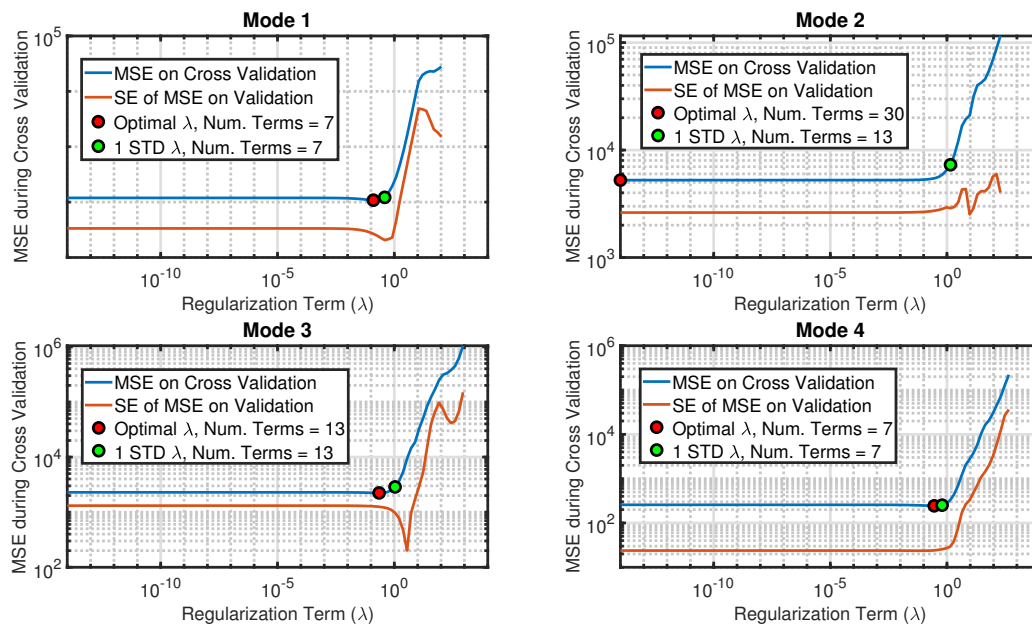 Mode 1
10^5
MSE during Cross Validation
MSE on Cross Validation
SE of MSE on Validation
Optimal λ, Num. Terms = 7
1 STD λ, Num. Terms = 7
10^-10 10^-5 10^0
Regularization Term (λ)
Mode 2
10^5
10^4
10^3
MSE during Cross Validation
MSE on Cross Validation
SE of MSE on Validation
Optimal λ, Num. Terms = 30
1 STD λ, Num. Terms = 13
10^-10 10^-5 10^0
Regularization Term (λ)
Mode 3
10^6
10^4
10^2
MSE during Cross Validation
MSE on Cross Validation
SE of MSE on Validation
Optimal λ, Num. Terms = 13
1 STD λ, Num. Terms = 13
10^-10 10^-5 10^0
Regularization Term (λ)
Mode 4
10^6
10^4
10^2
MSE during Cross Validation
MSE on Cross Validation
SE of MSE on Validation
Optimal λ, Num. Terms = 7
1 STD λ, Num. Terms = 7
10^-10 10^-5 10^0
Regularization Term (λ)